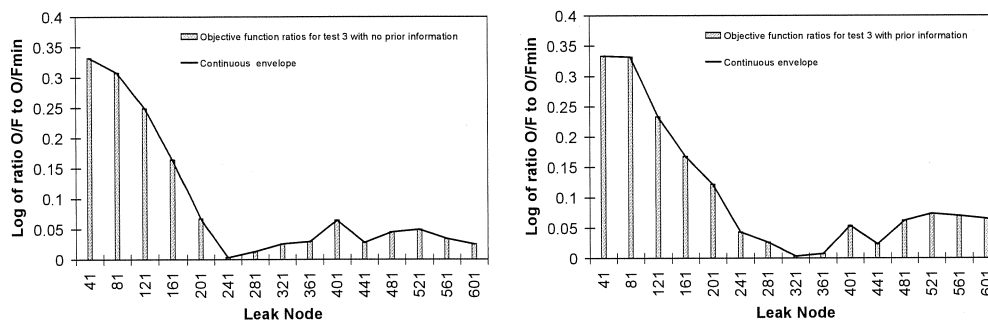 Log of ratio O/F to O/Fmin
0.4
0.35
0.3
0.25
0.2
0.15
0.1
0.05
0
Objective function ratios for test 3 with no prior information
Continuous envelope
41 81 121 161 201 241 281 321 361 401 441 481 521 561 601
Leak Node
Log of ratio O/F to O/Fmin
0.4
0.35
0.3
0.25
0.2
0.15
0.1
0.05
0
Objective function ratios for test 3 with prior information
Continuous envelope
41 81 121 161 201 241 281 321 361 401 441 481 521 561 601
Leak Node